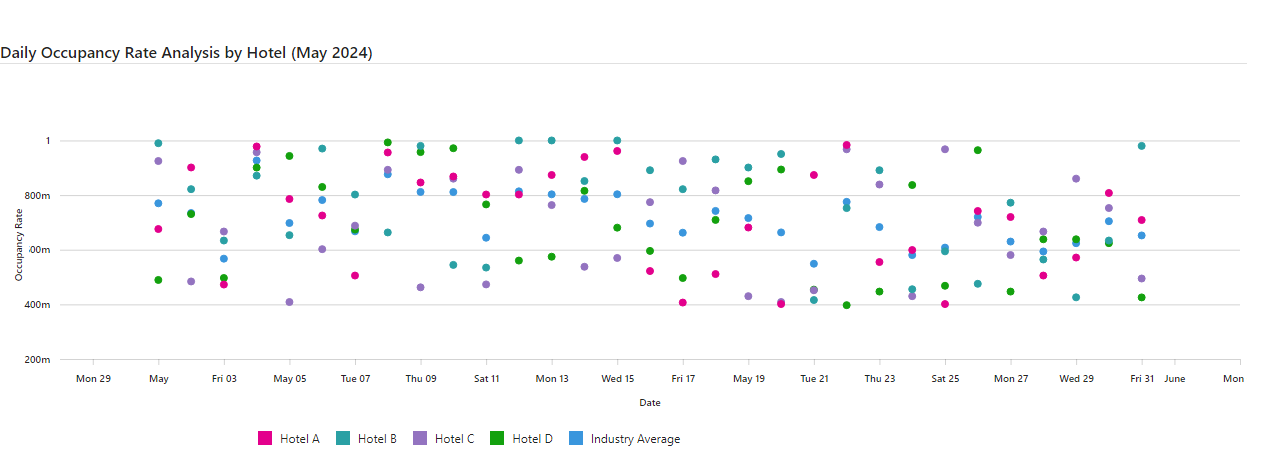 Daily Occupancy Rate Analysis by Hotel (May 2024)
1
800m
600m
400m
200m
Occupancy Rate
Mon 29 May Fri 03 May 05 Tue 07 Thu 09 Sat 11 Mon 13 Wed 15 Fri 17 May 19 Tue 21 Thu 23 Sat 25 Mon 27 Wed 29 Fri 31 June Mon
Date
Hotel A Hotel B Hotel C Hotel D Industry Average